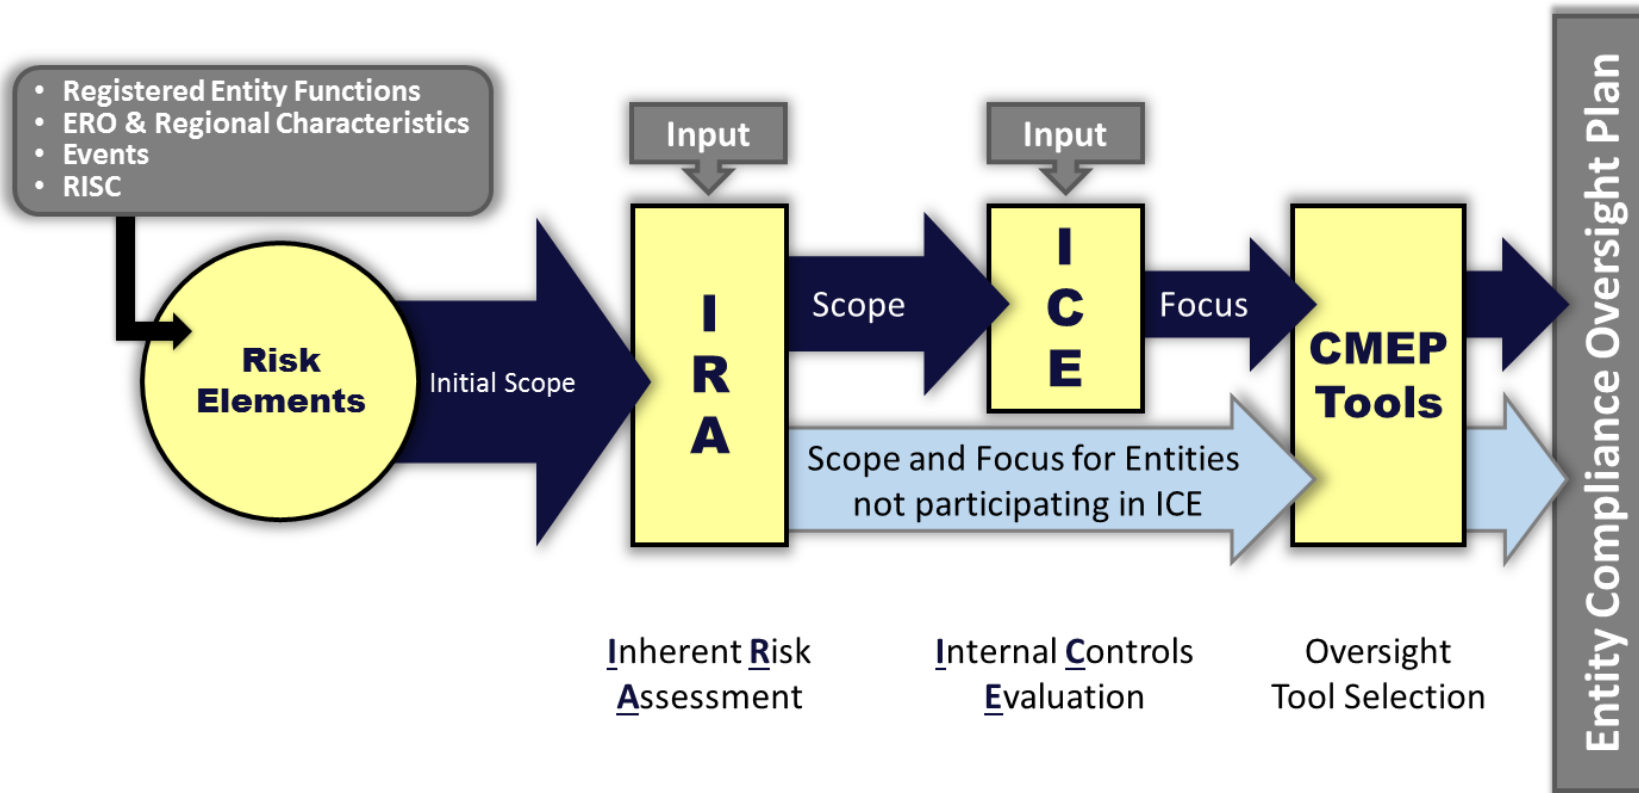 • Registered Entity Functions
• ERO & Regional Characteristics
• Events
• RISC
Risk
Elements
Initial Scope
Input
I
R
A
Scope
Input
I
C
E
Focus
Scope and Focus for Entities
not participating in ICE
CMEP
Tools
Entity Compliance Oversight Plan
Inherent Risk
Assessment
Internal Controls
Evaluation
Oversight
Tool Selection